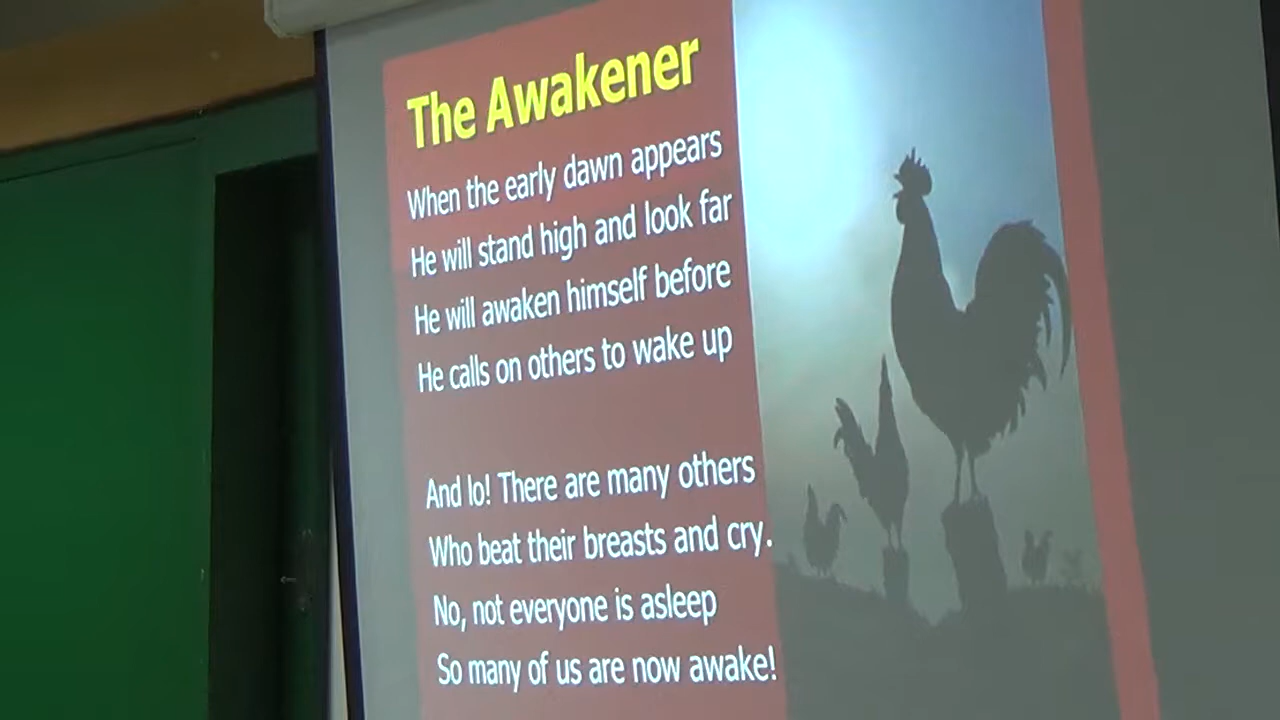 The Awakener
When the early dawn appears
He will stand high and look far
He will awaken himself before
He calls on others to wake up
And lo! There are many others
Who beat their breasts and cry.
No, not everyone is asleep
So many of us are now awake!